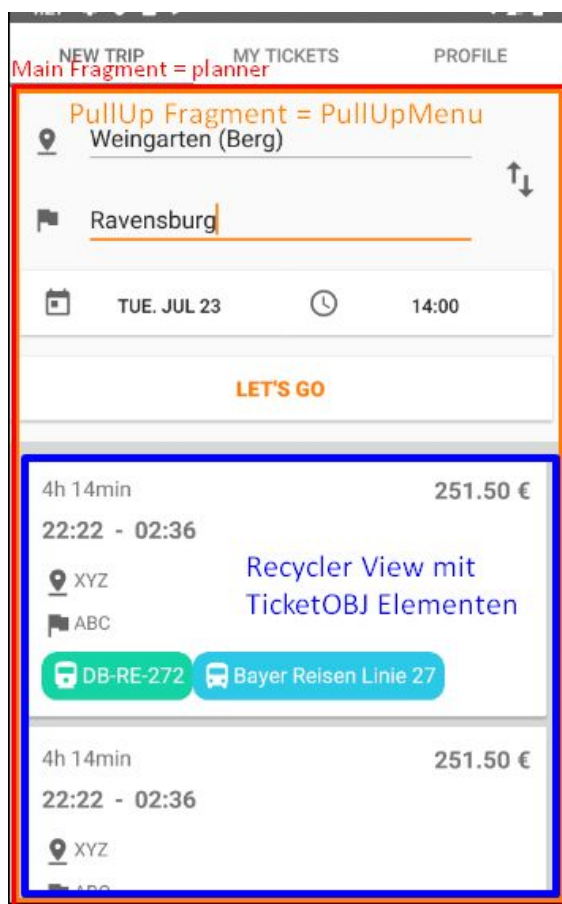 NEW TRIP MY TICKETS PROFILE
Main Fragment = planner
PullUp Fragment = PullUpMenu
Weingarten (Berg)
Ravensburg
TUE. JUL 23 14:00
LET'S GO
4h 14min 251.50 €
22:22 - 02:36
Recycler View mit
TicketOBJ Elementen
XYZ
ABC
DB-RE-272 Bayer Reisen Linie 27
4h 14min 251.50 €
22:22 - 02:36
XYZ